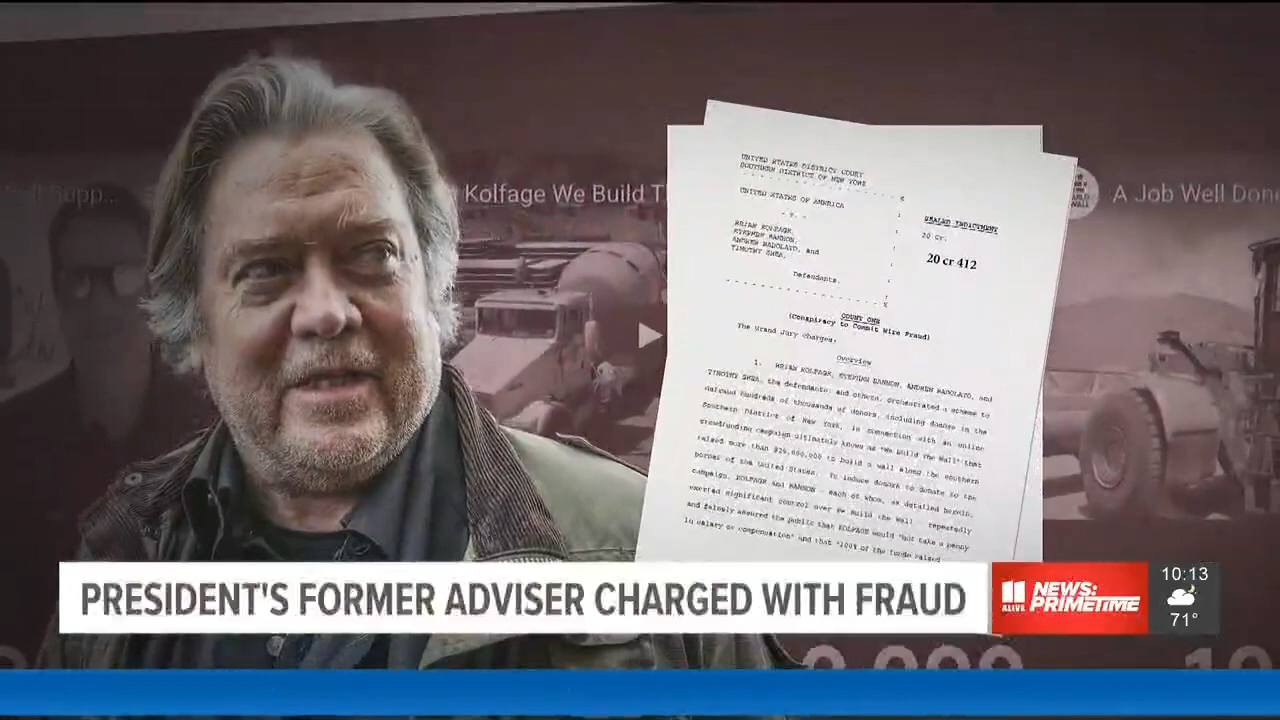 Kolfage We Build T
A Job Well Done
UNITED STATES DISTRICT COURT
SOUTHERN DISTRICT OF NEW YORK
UNITED STATES OF AMERICA
- v. -
BRIAN KOLFAGE,
STEPHEN BANNON,
ANDREW BADOLATO, and
TIMOTHY SHEA,
Defendants.
SEALED INDICTMENT
20 Cr.
20 cr 412
COUNT ONE
(Conspiracy to Commit Wire Fraud)
The Grand Jury charges:
Overview
1. BRIAN KOLFAGE, STEPHEN BANNON, ANDREW BADOLATO, and
TIMOTHY SHEA, the defendants, and others, orchestrated a scheme to
defraud hundreds of thousands of donors, including donors in the
Southern District of New York, in connection with an online
crowdfunding campaign ultimately known as "We Build The Wall" that
raised more than $25,000,000 to build a wall along the southern
border of the United States. To induce donors to donate to the
campaign, KOLFAGE and BANNON - each of whom, as detailed herein,
exerted significant control over We Build the Wall - repeatedly
and falsely assured the public that KOLFAGE would "not take a penny
in salary or compensation" and that "100% of the funds raised
PRESIDENT'S FORMER ADVISER CHARGED WITH FRAUD
11
ALIVE
NEWS:
PRIMETIME
10:13
71°